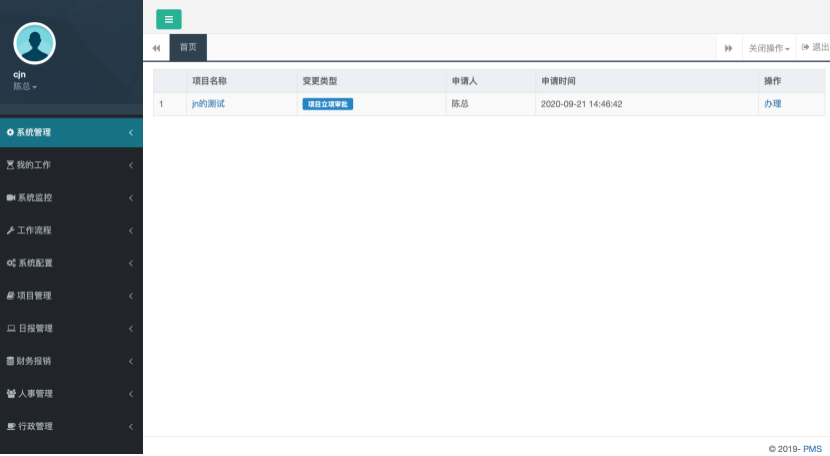 cjn
陈总
系统管理
我的工作
系统监控
工作流程
系统配置
项目管理
日报管理
财务报销
人事管理
行政管理
首页
关闭操作
退出
项目名称 变更类型 申请人 申请时间 操作
1 jn的测试 项目立项审批 陈总 2020-09-21 14:46:42 办理
© 2019- PMS